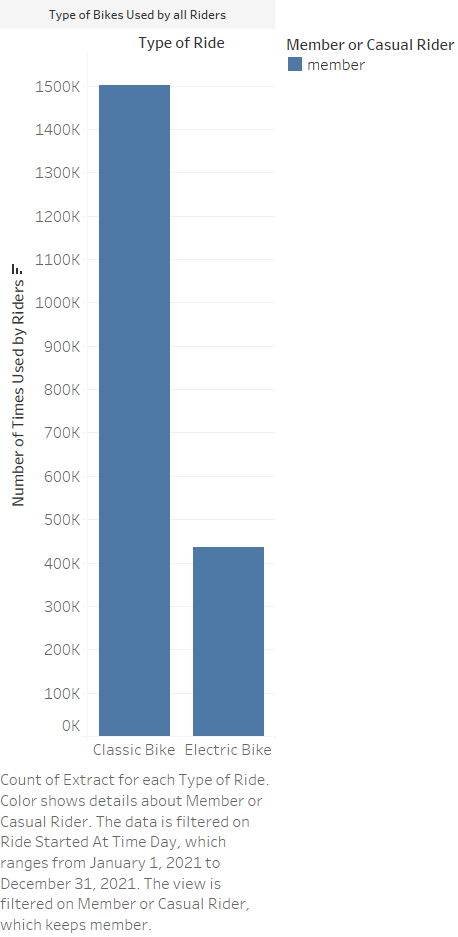 Type of Bikes Used by all Riders
Type of Ride
Member or Casual Rider
member
Number of Times Used by Riders
1500K
1400K
1300K
1200K
1100K
1000K
900K
800K
700K
600K
500K
400K
300K
200K
100K
0K
Classic Bike
Electric Bike
Count of Extract for each Type of Ride.
Color shows details about Member or
Casual Rider. The data is filtered on
Ride Started At Time Day, which
ranges from January 1, 2021 to
December 31, 2021. The view is
filtered on Member or Casual Rider,
which keeps member.